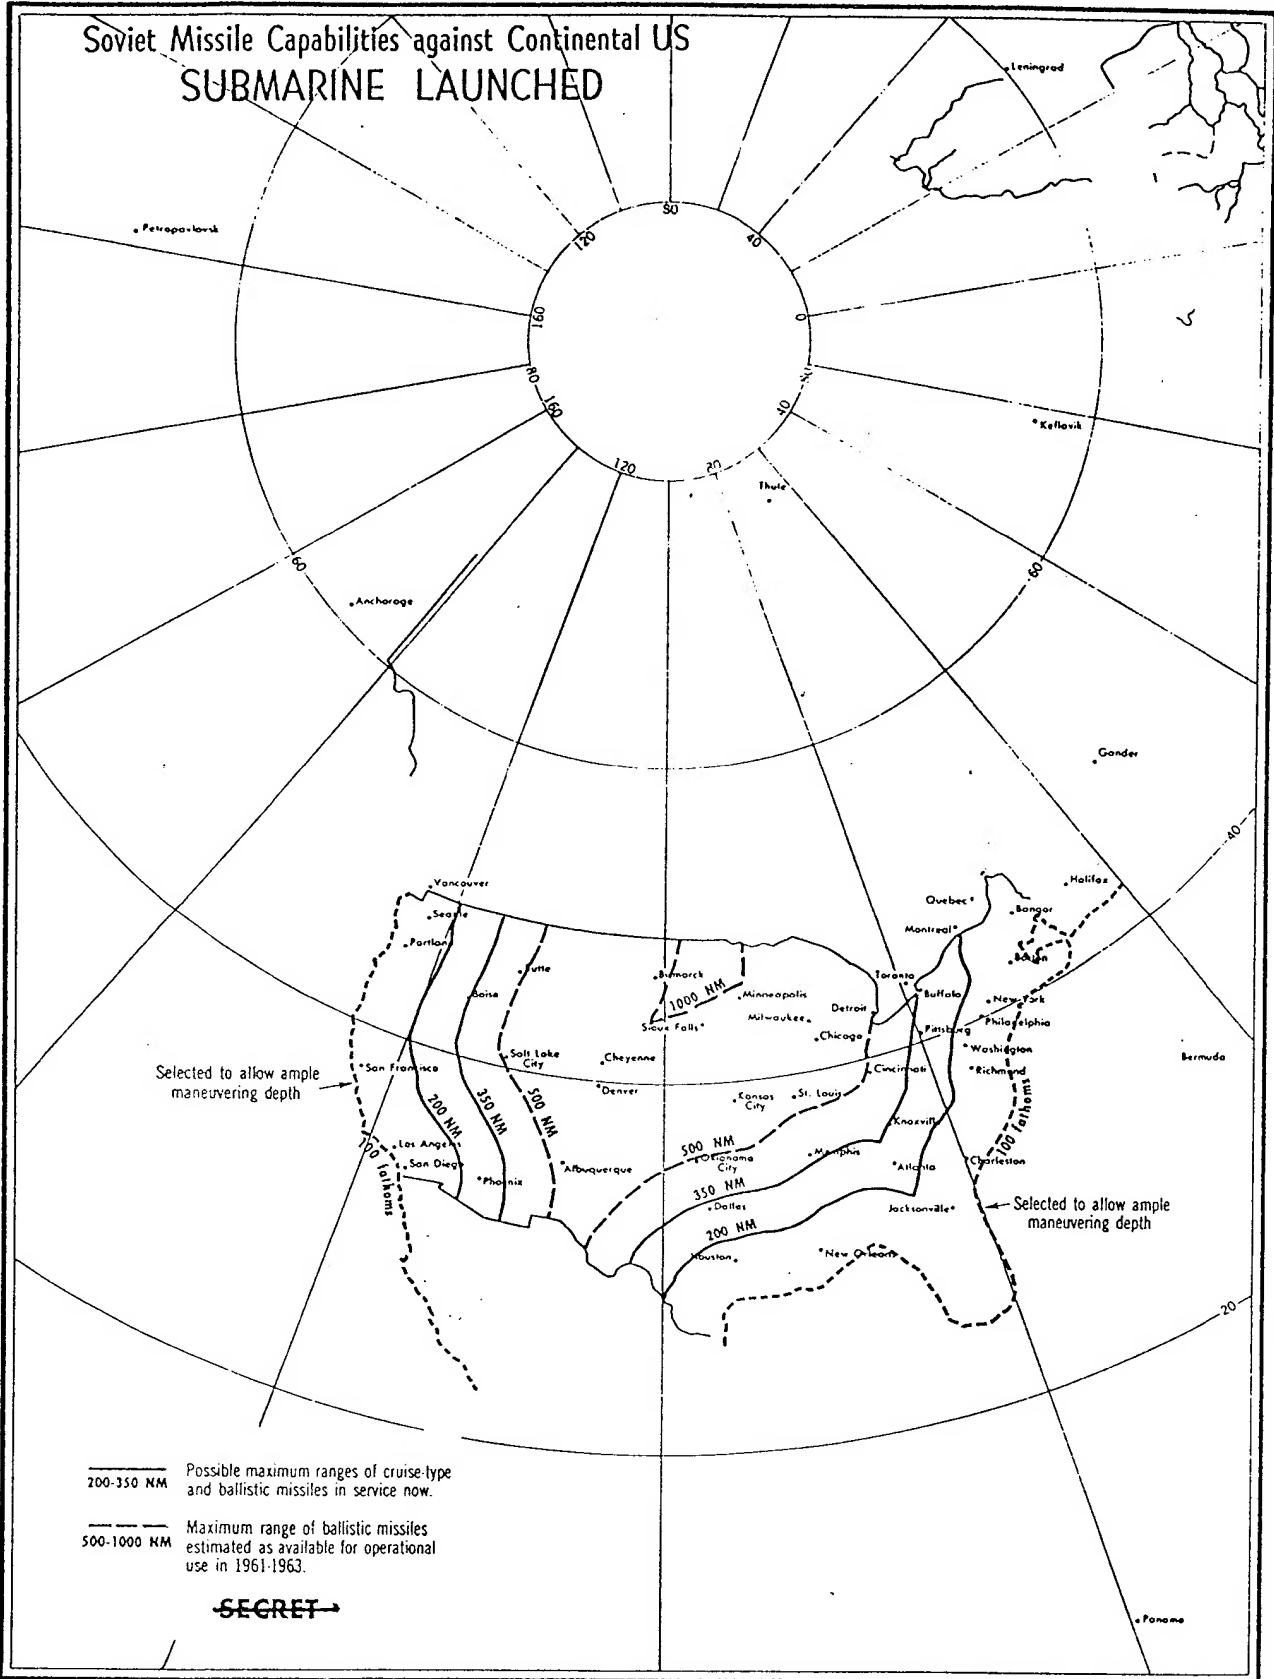 Soviet Missile Capabilities against Continental US
SUBMARINE LAUNCHED
Leningrad
Petropavlovsk
80
120
40
160
0
80
160
40
120
Keflavik
Thule
60
60
Anchorage
Gander
40
Vancouver
Halifax
Quebec
Bangor
Seattle
Montreal
Portland
Boston
Butte
Bismarck
Toronto
Boise
1000 NM
Minneapolis
Buffalo
New York
Detroit
Milwaukee
Sioux Falls
Philadelphia
Pittsburg
Chicago
Washington
Salt Lake
City
Cheyenne
Bermuda
San Francisco
Cincinnati
Richmond
Selected to allow ample
maneuvering depth
Denver
Kansas
City
St. Louis
200 NM
350 NM
500 NM
100 fathoms
Knoxville
500 NM
Los Angeles
100 fathoms
Oklahoma
City
Memphis
San Diego
Albuquerque
Atlanta
Charleston
Phoenix
350 NM
Dallas
Jacksonville
Selected to allow ample
maneuvering depth
200 NM
Houston
New Orleans
20
200-350 NM
Possible maximum ranges of cruise-type
and ballistic missiles in service now.
500-1000 NM
Maximum range of ballistic missiles
estimated as available for operational
use in 1961-1963.
SECRET
Panama